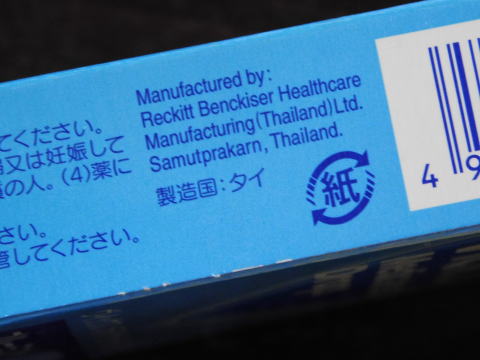 てください。
又は妊娠して
の人。(4)薬に
さい。
管してください。
Manufactured by:
Reckitt Benckiser Healthcare
Manufacturing (Thailand) Ltd.
Samutprakarn, Thailand.
製造国:タイ
紙
4 9